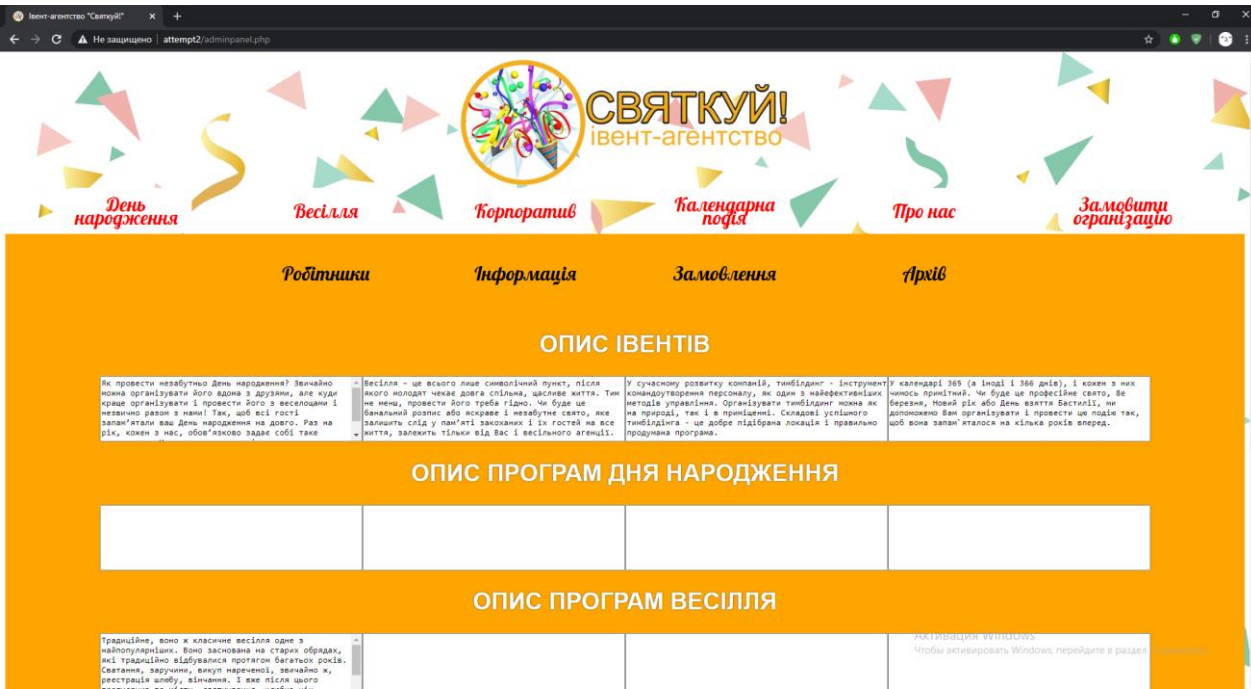 Івент-агентство "Святкуй!"
Не защищено | attempt2/adminpanel.php
СВЯТКУЙ!
івент-агентство
День
народження
Весілля
Корпоратив
Календарна
подія
Про нас
Замовити
огранізацію
Робітники
Інформація
Замовлення
Архів
ОПИС ІВЕНТІВ
Як провести незабутньо День народження? Звичайно
можна організувати і провести його вдома з друзями, але куди
краще організувати і провести його з веселощами і
незвично разом з нами! Так, щоб всі гості
запам'ятали ваш День народження на довго. Раз на
рік, кожен з нас, обов'язково задає собі таке
Весілля - це всього лише символічний пункт, після
якого молодят чекає довга спільна, щасливе життя. Тим
не менш, провести його треба гідно. Чи буде це
банальний розпис або яскраве і незабутнє свято, яке
залишить слід у пам'яті закоханих і їх гостей на все
життя, залежить тільки від Вас і весільного агенції.
У сучасному розвитку компаній, тимбілдинг - інструмент
командоутворення персоналу, як один з найефективніших
методів управління. Організувати тимбілдинг можна як
на природі, так і в приміщенні. Складові успішного
тимбілдінга - це добре підібрана локація і правильно
продумана програма.
У календарі 365 (а іноді і 366 днів), і кожен з них
чимось примітний. Чи буде це професійне свято, 8е
березня, Новий рік або День взяття Бастилії, ми
допоможемо Вам організувати і провести цю подію так,
щоб вона запам`яталося на кілька років вперед.
ОПИС ПРОГРАМ ДНЯ НАРОДЖЕННЯ
ОПИС ПРОГРАМ ВЕСІЛЛЯ
Традиційне, воно ж класичне весілля одне з
найпопулярніших. Воно заснована на старих обрядах,
які традиційно відбувалися протягом багатьох років.
Сватання, заручини, викуп нареченої, звичайно ж,
реєстрація шлюбу, вінчання. І вже після цього
Активация Windows
Чтобы активировать Windows, перейдите в раздел